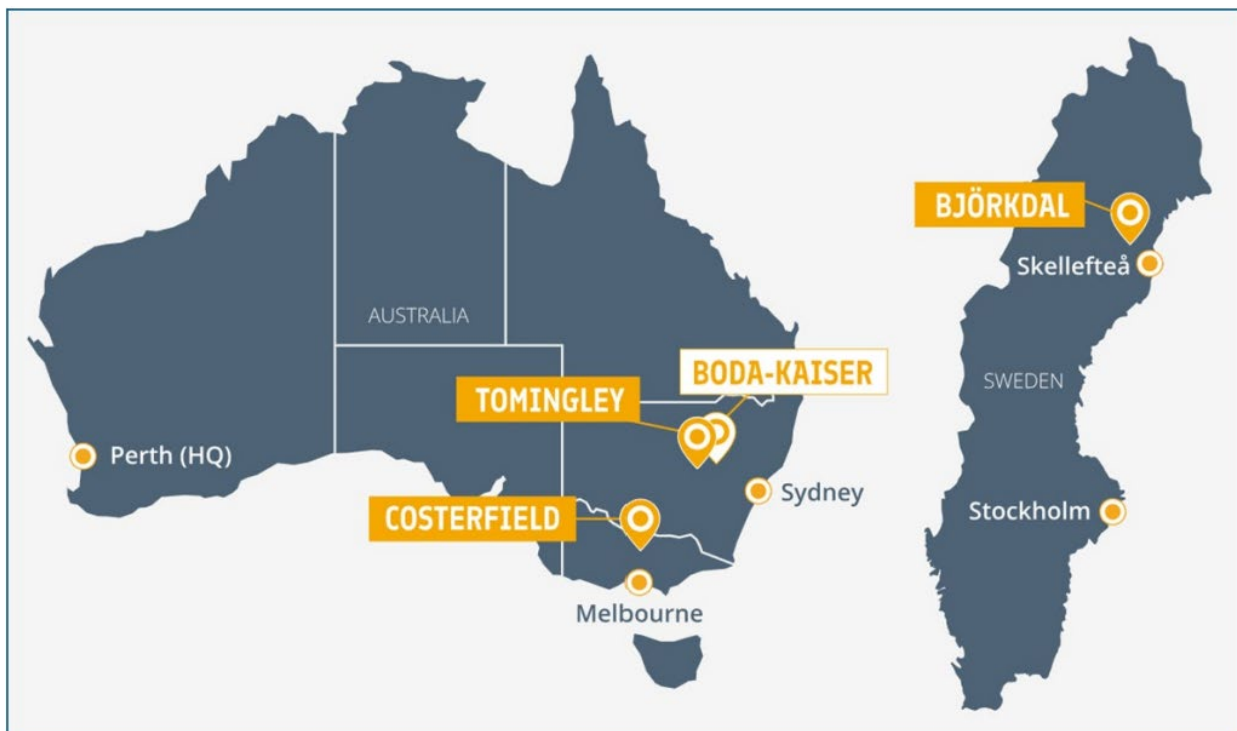 AUSTRALIA
BODA-KAISER
TOMINGLEY
Perth (HQ)
Sydney
COSTERFIELD
Melbourne
BJÖRKDAL
Skellefteå
SWEDEN
Stockholm